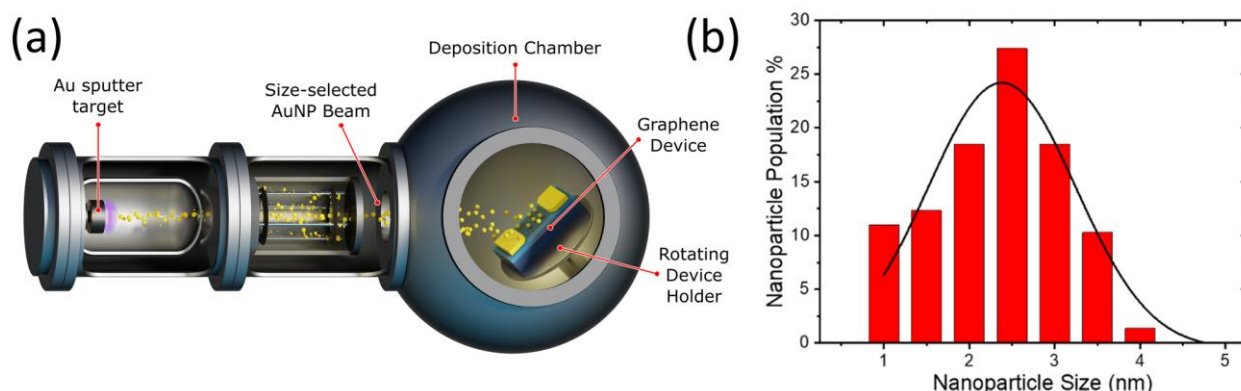 (a)
Au sputter
target
Size-selected
AuNP Beam
Deposition Chamber
Graphene
Device
Rotating
Device
Holder
(b)
Nanoparticle Population %
30
25
20
15
10
5
0
1 2 3 4 5
Nanoparticle Size (nm)